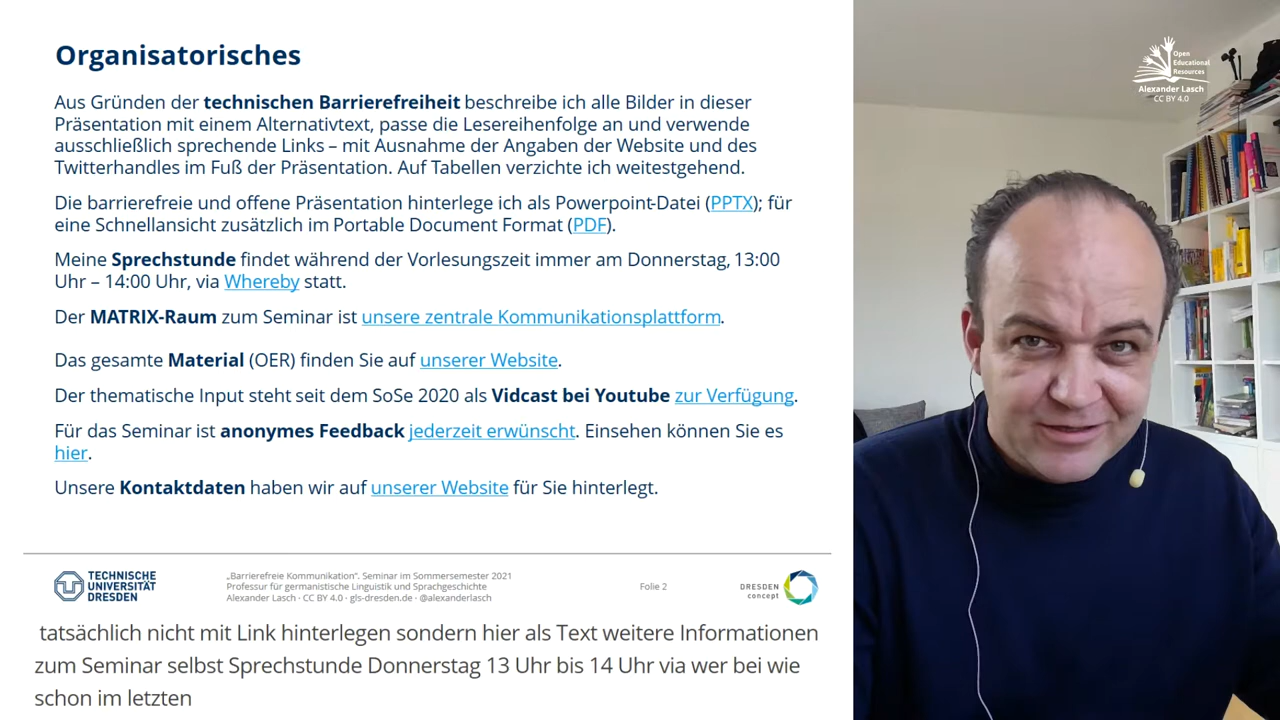 Organisatorisches
Aus Gründen der technischen Barrierefreiheit beschreibe ich alle Bilder in dieser
Präsentation mit einem Alternativtext, passe die Lesereihenfolge an und verwende
ausschließlich sprechende Links – mit Ausnahme der Angaben der Website und des
Twitterhandles im Fuß der Präsentation. Auf Tabellen verzichte ich weitestgehend.
Die barrierefreie und offene Präsentation hinterlege ich als Powerpoint-Datei (PPTX); für
eine Schnellansicht zusätzlich im Portable Document Format (PDF).
Meine Sprechstunde findet während der Vorlesungszeit immer am Donnerstag, 13:00
Uhr – 14:00 Uhr, via Whereby statt.
Der MATRIX-Raum zum Seminar ist unsere zentrale Kommunikationsplattform.
Das gesamte Material (OER) finden Sie auf unserer Website.
Der thematische Input steht seit dem SoSe 2020 als Vidcast bei Youtube zur Verfügung.
Für das Seminar ist anonymes Feedback jederzeit erwünscht. Einsehen können Sie es
hier.
Unsere Kontaktdaten haben wir auf unserer Website für Sie hinterlegt.
TECHNISCHE
UNIVERSITÄT
DRESDEN
„Barrierefreie Kommunikation“. Seminar im Sommersemester 2021
Professur für germanistische Linguistik und Sprachgeschichte
Alexander Lasch · CC BY 4.0 · gls-dresden.de · @alexanderlasch
Folie 2
DRESDEN
concept
tatsächlich nicht mit Link hinterlegen sondern hier als Text weitere Informationen
zum Seminar selbst Sprechstunde Donnerstag 13 Uhr bis 14 Uhr via wer bei wie
schon im letzten
Open
Educational
Resources
Alexander Lasch
CC BY 4.0